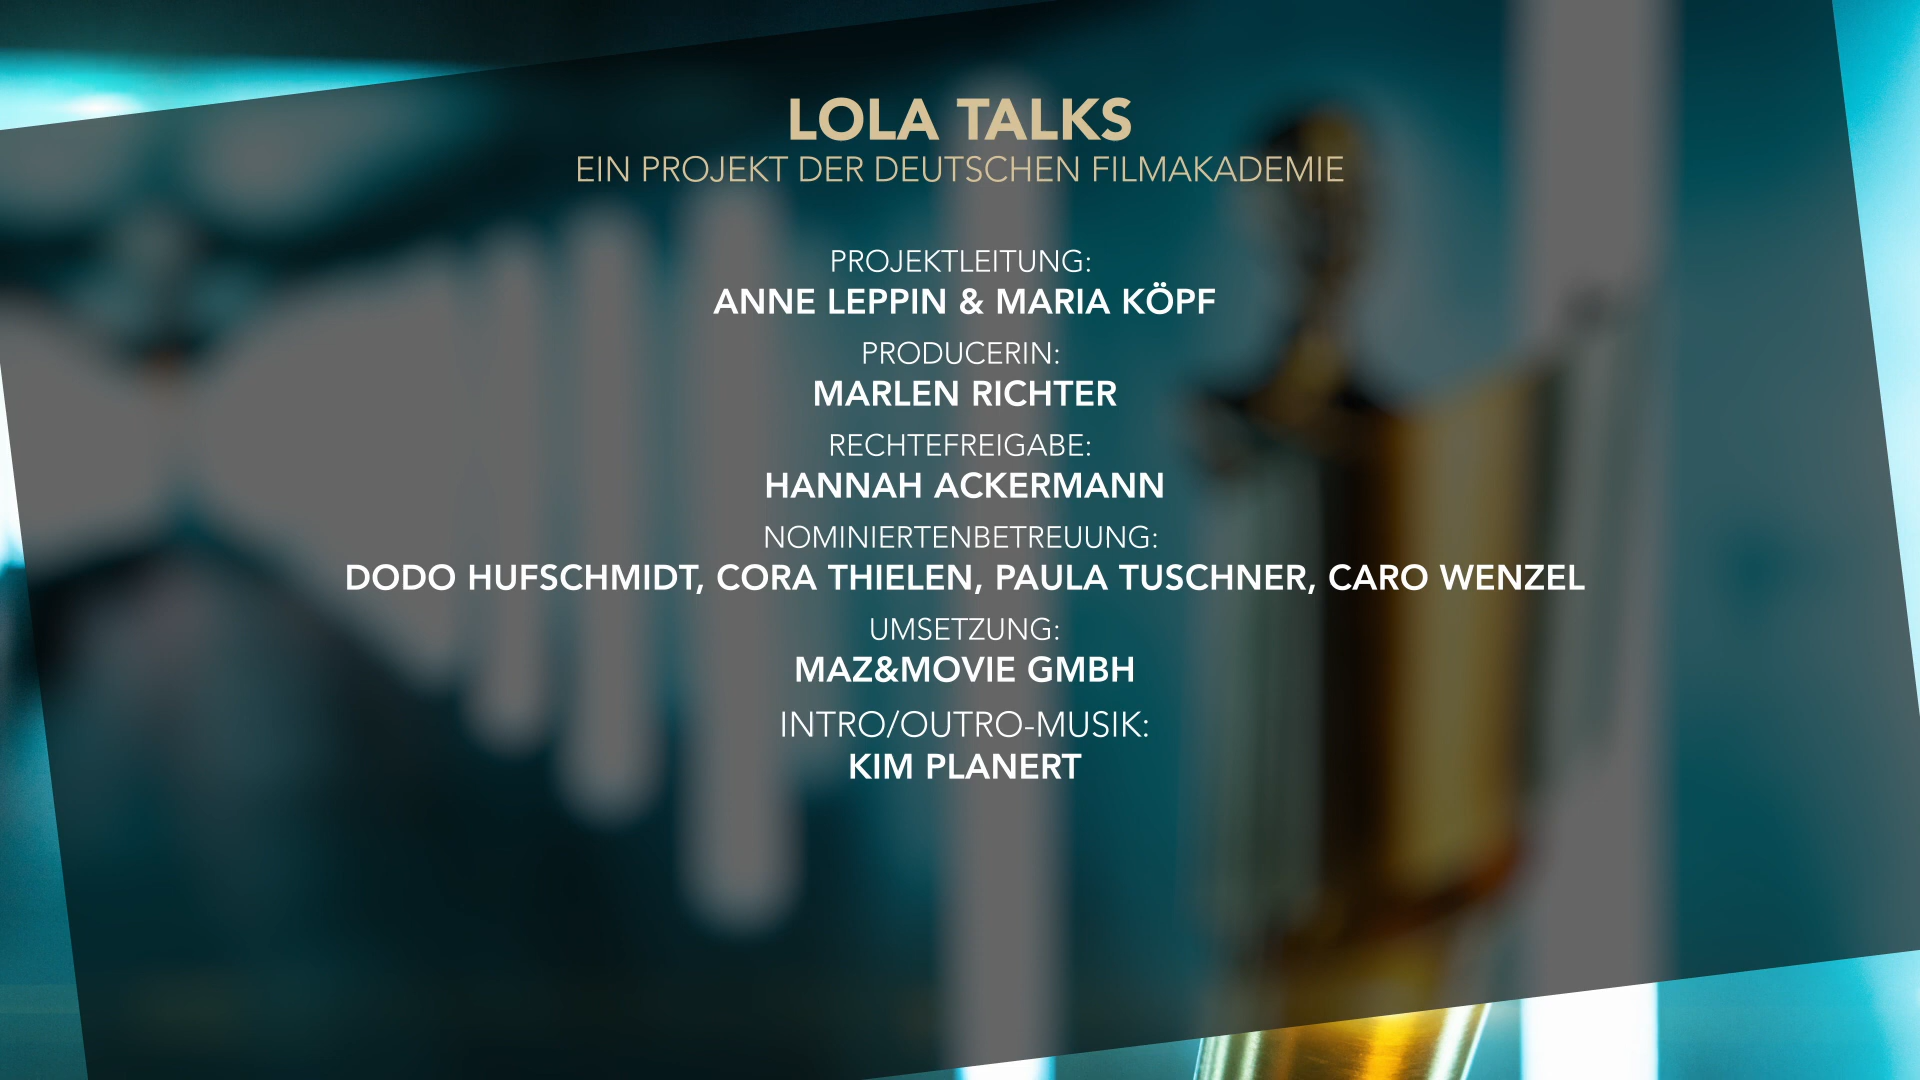 LOLA TALKS
EIN PROJEKT DER DEUTSCHEN FILMAKADEMIE
PROJEKTLEITUNG:
ANNE LEPPIN & MARIA KÖPF
PRODUCERIN:
MARLEN RICHTER
RECHTEFREIGABE:
HANNAH ACKERMANN
NOMINIERTENBETREUUNG:
DODO HUFSCHMIDT, CORA THIELEN, PAULA TUSCHNER, CARO WENZEL
UMSETZUNG:
MAZ&MOVIE GMBH
INTRO/OUTRO-MUSIK:
KIM PLANERT